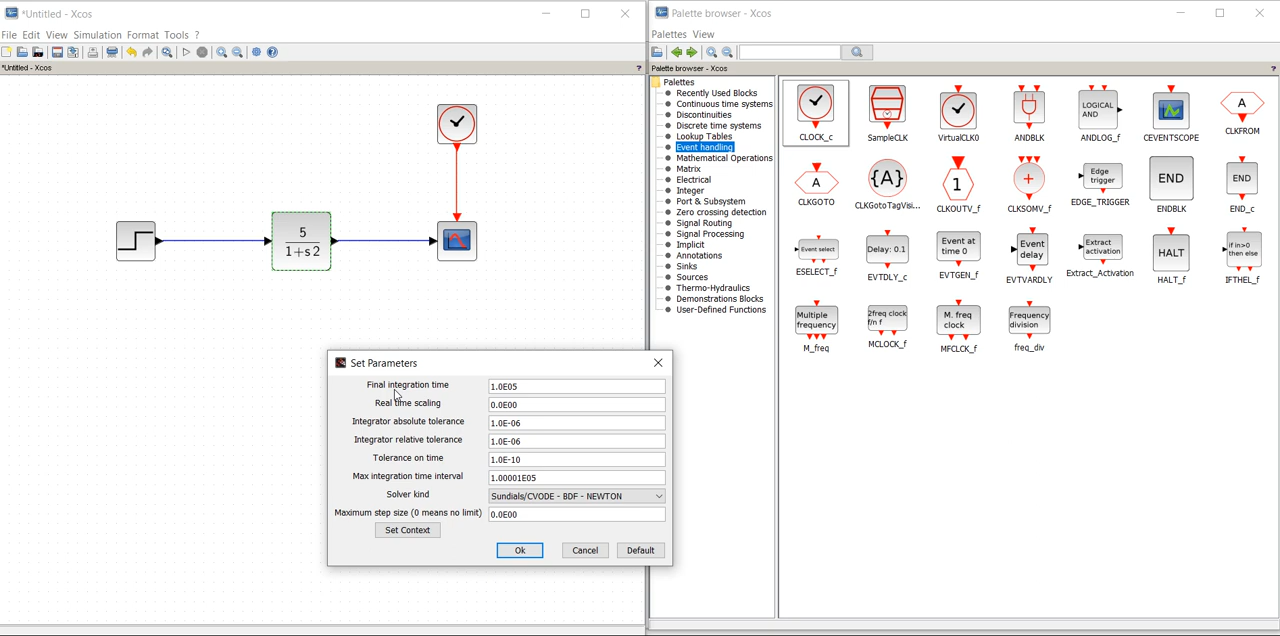 *Untitled - Xcos
File Edit View Simulation Format Tools ?
*Untitled - Xcos
?
5
1+s2
Set Parameters
Final integration time
1.0E05
Real time scaling
0.0E00
Integrator absolute tolerance
1.0E-06
Integrator relative tolerance
1.0E-06
Tolerance on time
1.0E-10
Max integration time interval
1.00001E05
Solver kind
Sundials/CVODE - BDF - NEWTON
Maximum step size (0 means no limit)
0.0E00
Set Context
Ok
Cancel
Default
Palette browser - Xcos
Palettes View
Palette browser - Xcos
?
Palettes
Recently Used Blocks
Continuous time systems
Discontinuities
Discrete time systems
Lookup Tables
Event handling
Mathematical Operations
Matrix
Electrical
Integer
Port & Subsystem
Zero crossing detection
Signal Routing
Signal Processing
Implicit
Annotations
Sinks
Sources
Thermo-Hydraulics
Demonstrations Blocks
User-Defined Functions
LOGICAL
AND
A
CLOCK_c
SampleCLK
VirtualCLK0
ANDBLK
ANDLOG_f
CEVENTSCOPE
CLKFROM
A
{A}
1
+
Edge
trigger
END
END
CLKGOTO
CLKGotoTagVisi...
CLKOUTV_f
CLKSOMV_f
EDGE_TRIGGER
ENDBLK
END_c
Event select
Delay: 0.1
Event at
time 0
Event
delay
Extract
activation
HALT
if in>0
then else
ESELECT_f
EVTDLY_c
EVTGEN_f
EVTVARDLY
Extract_Activation
HALT_f
IFTHEL_f
Multiple
frequency
2freq clock
f/n f
M. freq
clock
Frequency
division
M_freq
MCLOCK_f
MFCLCK_f
freq_div